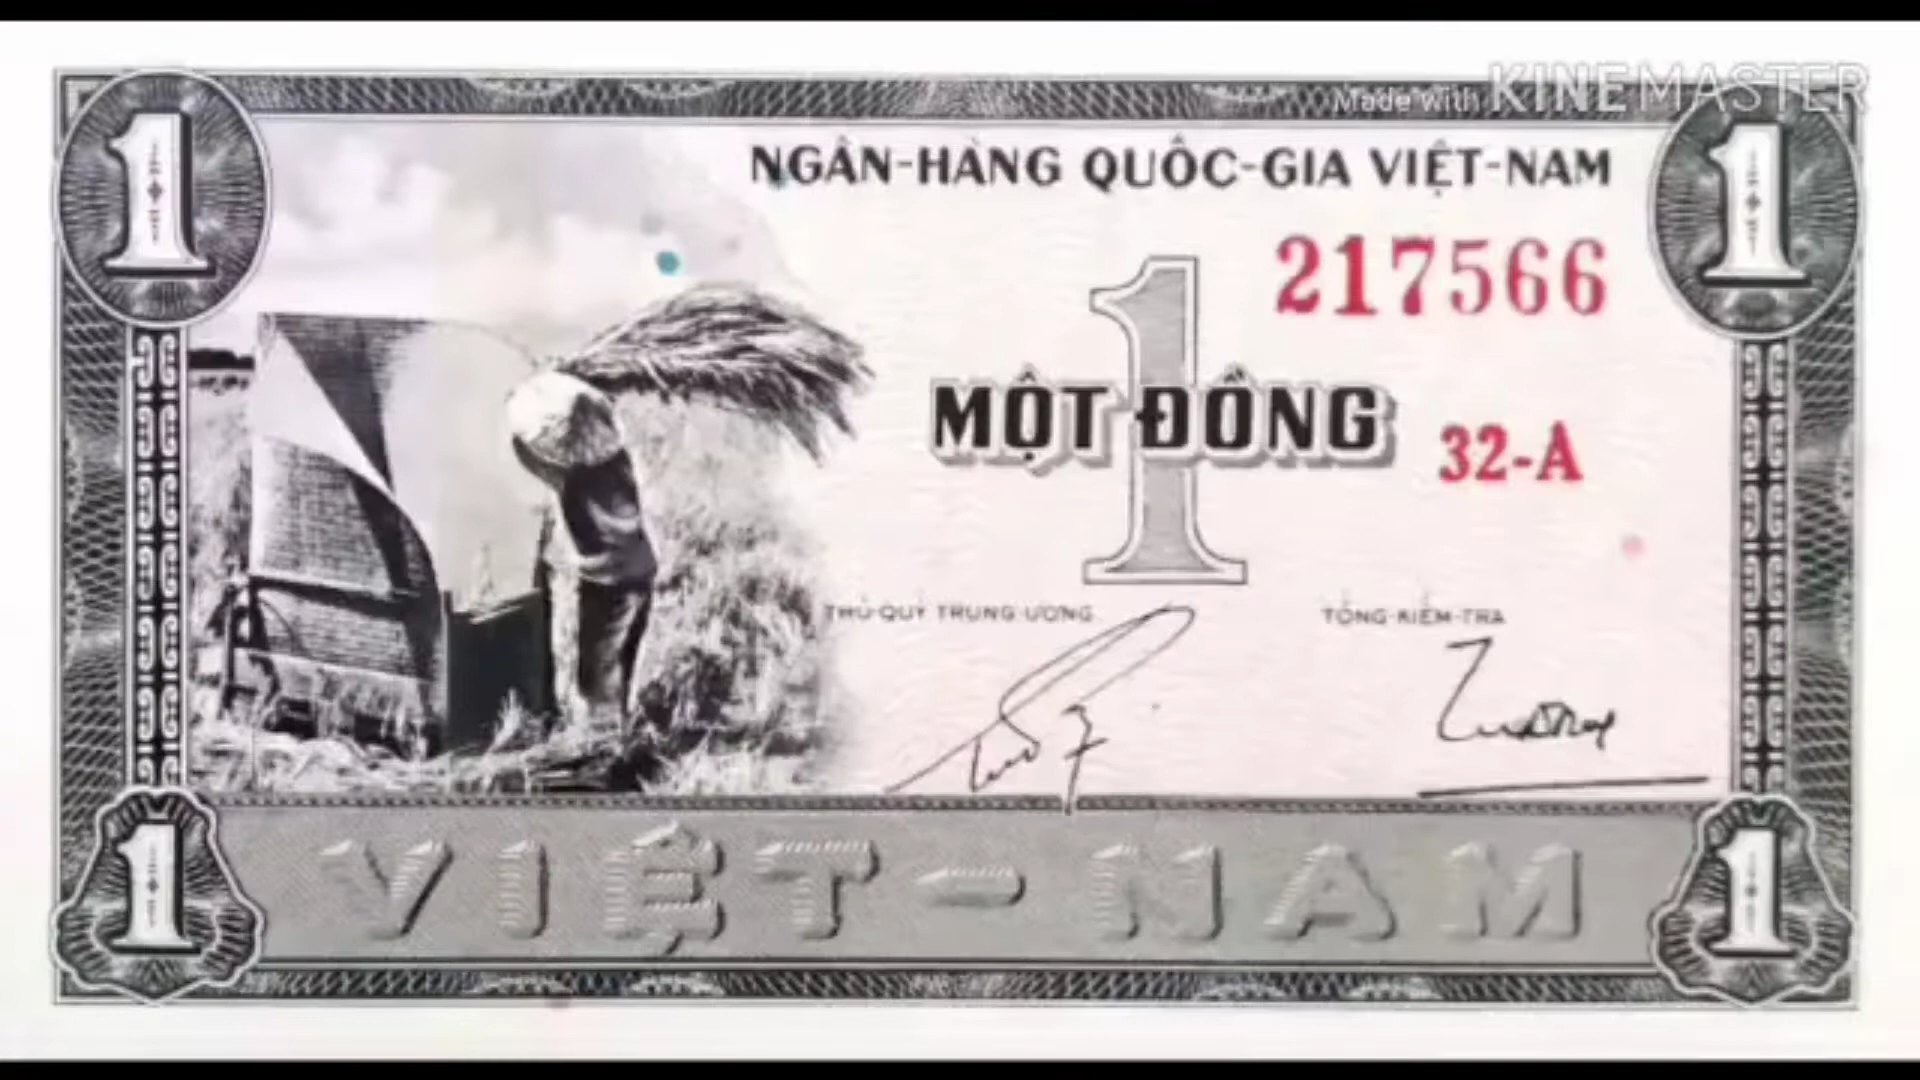 Made with KINEMASTER
1
1
NGÂN-HÀNG QUỐC-GIA VIỆT-NAM
217566
1
MỘT ĐỒNG
32-A
THỦ-QUỸ TRUNG-ƯƠNG
TỔNG-KIỂM-TRA
1
VIỆT-NAM
1